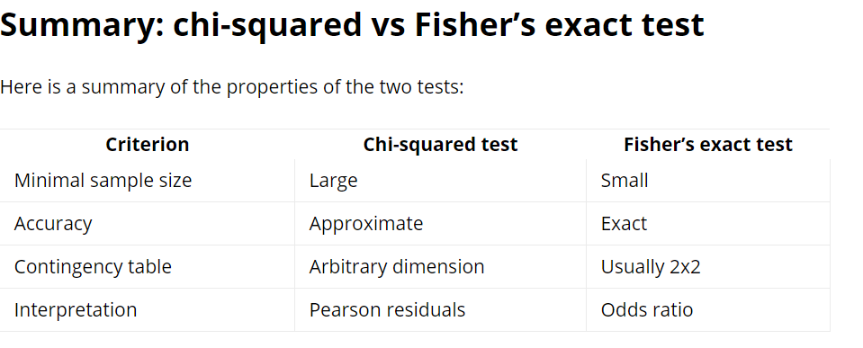 Summary: chi-squared vs Fisher’s exact test
Here is a summary of the properties of the two tests:
Criterion Chi-squared test Fisher’s exact test
Minimal sample size Large Small
Accuracy Approximate Exact
Contingency table Arbitrary dimension Usually 2x2
Interpretation Pearson residuals Odds ratio